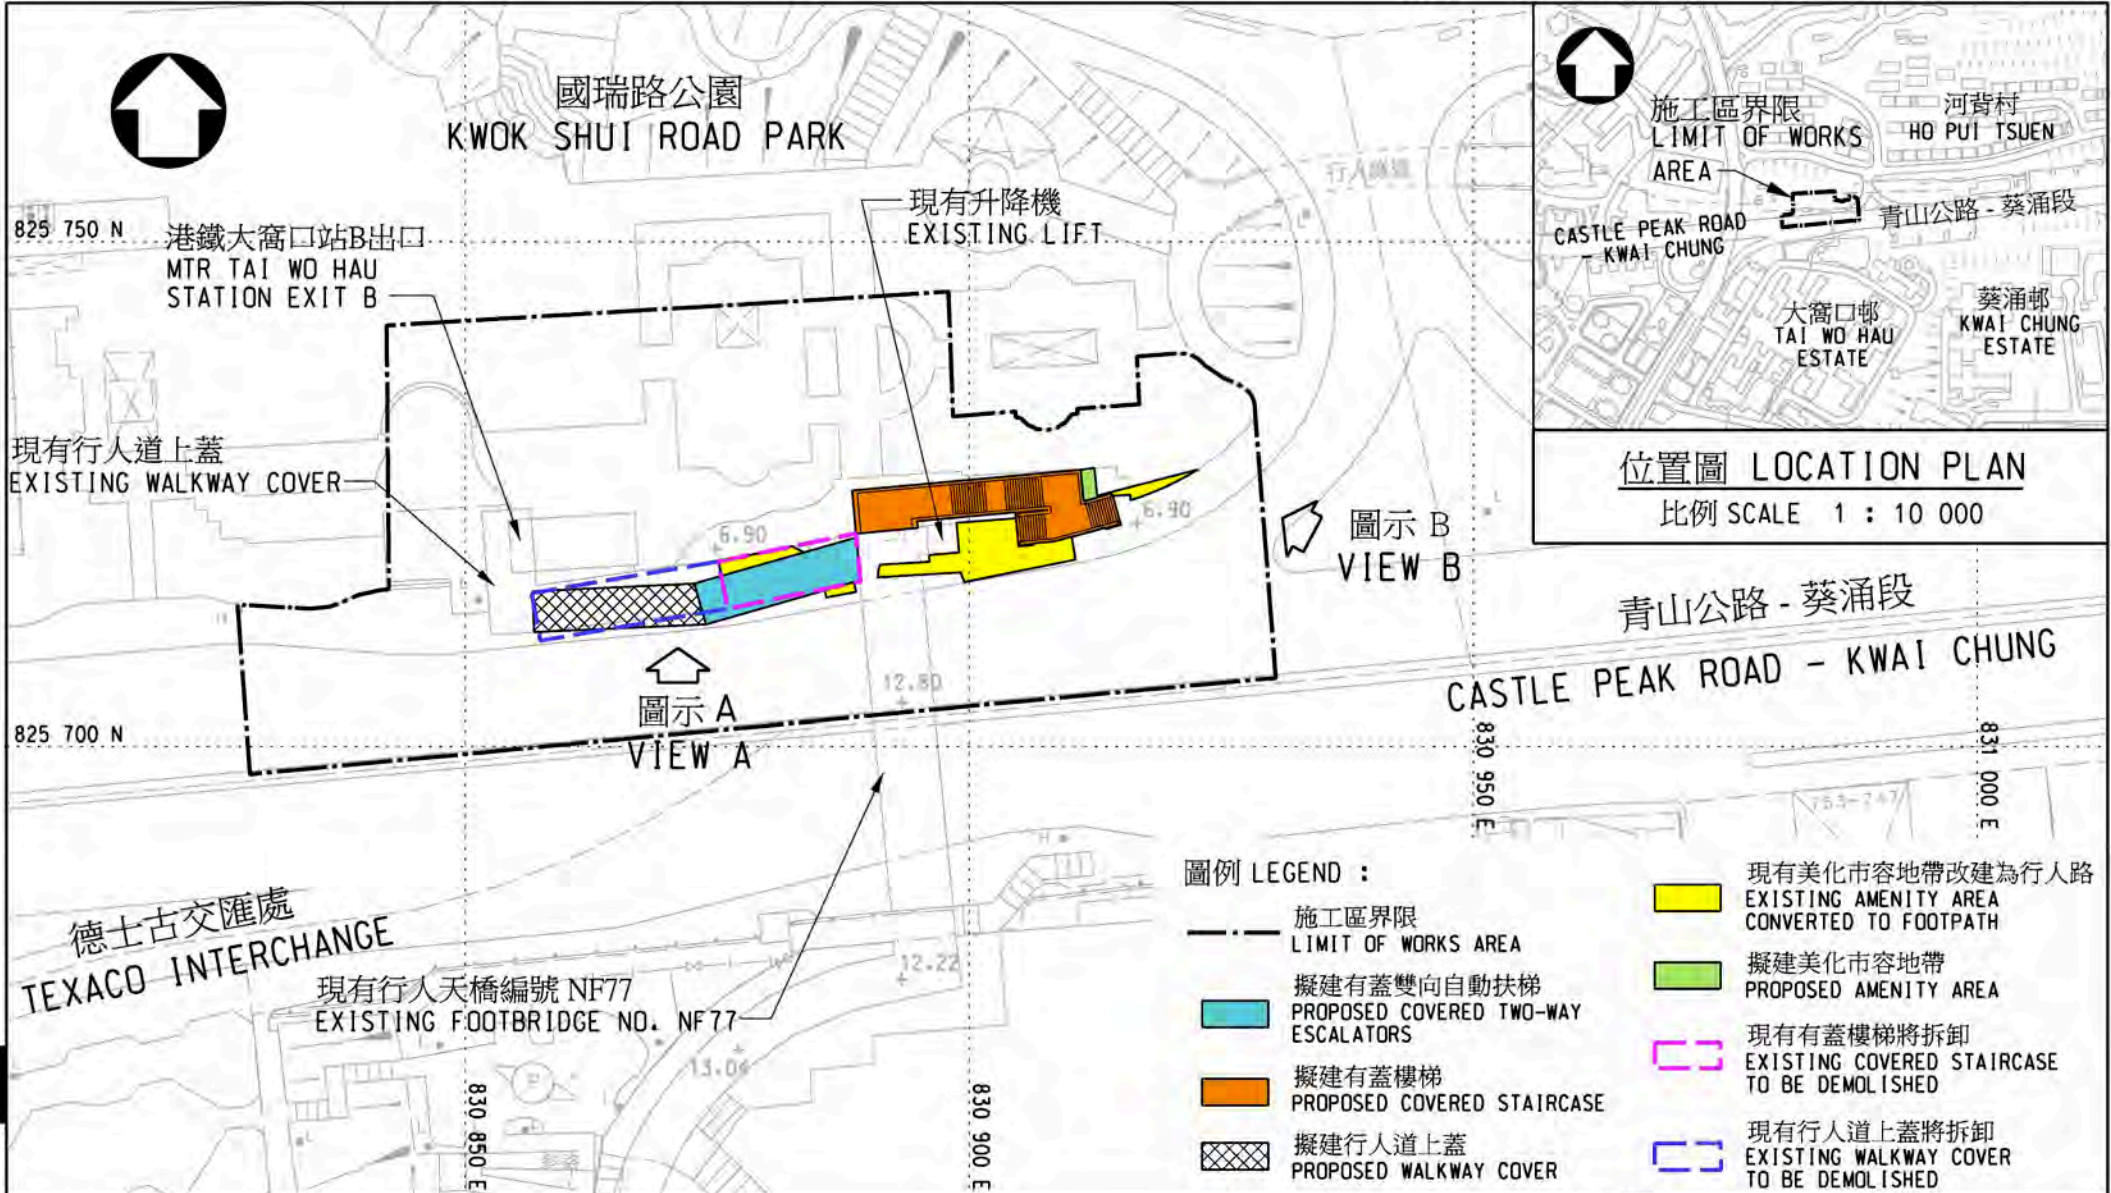 國瑞路公園
KWOK SHUI ROAD PARK
現有升降機
EXISTING LIFT
行人隧道
825 750 N
港鐵大窩口站B出口
MTR TAI WO HAU
STATION EXIT B
現有行人道上蓋
EXISTING WALKWAY COVER
6.90
6.90
圖示 B
VIEW B
圖示 A
VIEW A
12.80
825 700 N
青山公路 - 葵涌段
CASTLE PEAK ROAD - KWAI CHUNG
830 950 E
831 000 E
753-747
H
德士古交匯處
TEXACO INTERCHANGE
12.22
現有行人天橋編號 NF77
EXISTING FOOTBRIDGE NO. NF77
13.04
830 850 E
830 900 E
施工區界限
LIMIT OF WORKS
AREA
河背村
HO PUI TSUEN
CASTLE PEAK ROAD
- KWAI CHUNG
青山公路 - 葵涌段
大窩口邨
TAI WO HAU
ESTATE
葵涌邨
KWAI CHUNG
ESTATE
位置圖 LOCATION PLAN
比例 SCALE 1 : 10 000
圖例 LEGEND :
施工區界限
LIMIT OF WORKS AREA
擬建有蓋雙向自動扶梯
PROPOSED COVERED TWO-WAY
ESCALATORS
擬建有蓋樓梯
PROPOSED COVERED STAIRCASE
擬建行人道上蓋
PROPOSED WALKWAY COVER
現有美化市容地帶改建為行人路
EXISTING AMENITY AREA
CONVERTED TO FOOTPATH
擬建美化市容地帶
PROPOSED AMENITY AREA
現有有蓋樓梯將拆卸
EXISTING COVERED STAIRCASE
TO BE DEMOLISHED
現有行人道上蓋將拆卸
EXISTING WALKWAY COVER
TO BE DEMOLISHED